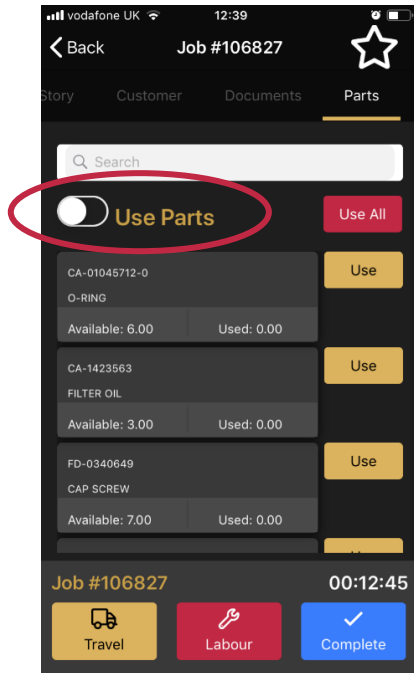 vodafone UK 12:39
Back Job #106827
Story Customer Documents Parts
Search
Use Parts Use All
CA-01045712-0 Use
O-RING
Available: 6.00 Used: 0.00
CA-1423563 Use
FILTER OIL
Available: 3.00 Used: 0.00
FD-0340649 Use
CAP SCREW
Available: 7.00 Used: 0.00
Job #106827 00:12:45
Travel Labour Complete